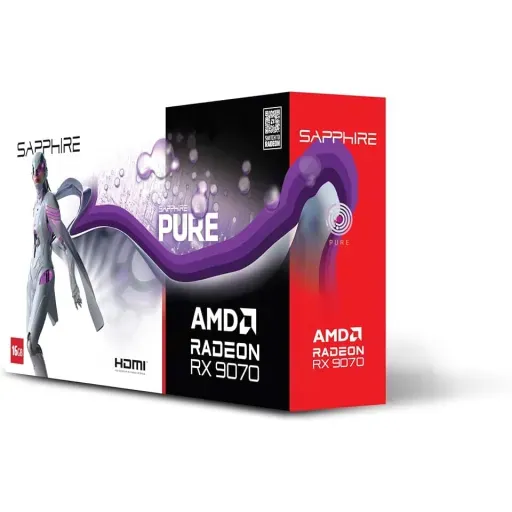 SAPPHIRE
SAPPHIRE
PURE
16GB
HDMI
AMD
RADEON
RX 9070
SAPPHIRE
PURE
AMD
RADEON
RX 9070